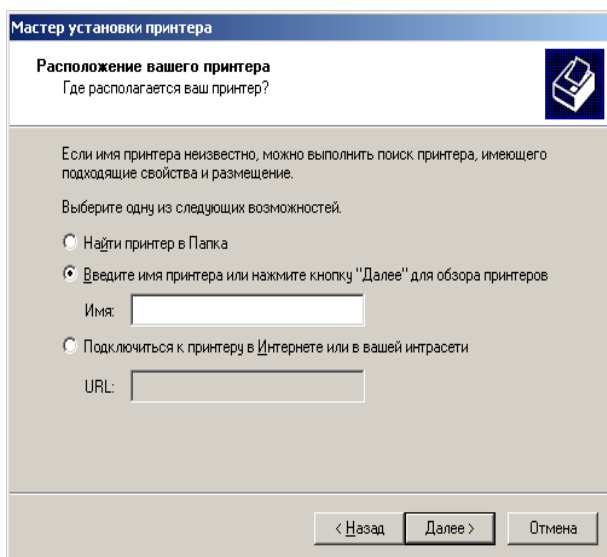 Мастер установки принтера
Расположение вашего принтера
Где располагается ваш принтер?
Если имя принтера неизвестно, можно выполнить поиск принтера, имеющего
подходящие свойства и размещение.
Выберите одну из следующих возможностей.
Найти принтер в Папка
Введите имя принтера или нажмите кнопку "Далее" для обзора принтеров
Имя:
Подключиться к принтеру в Интернете или в вашей интрасети
URL:
< Назад Далее > Отмена